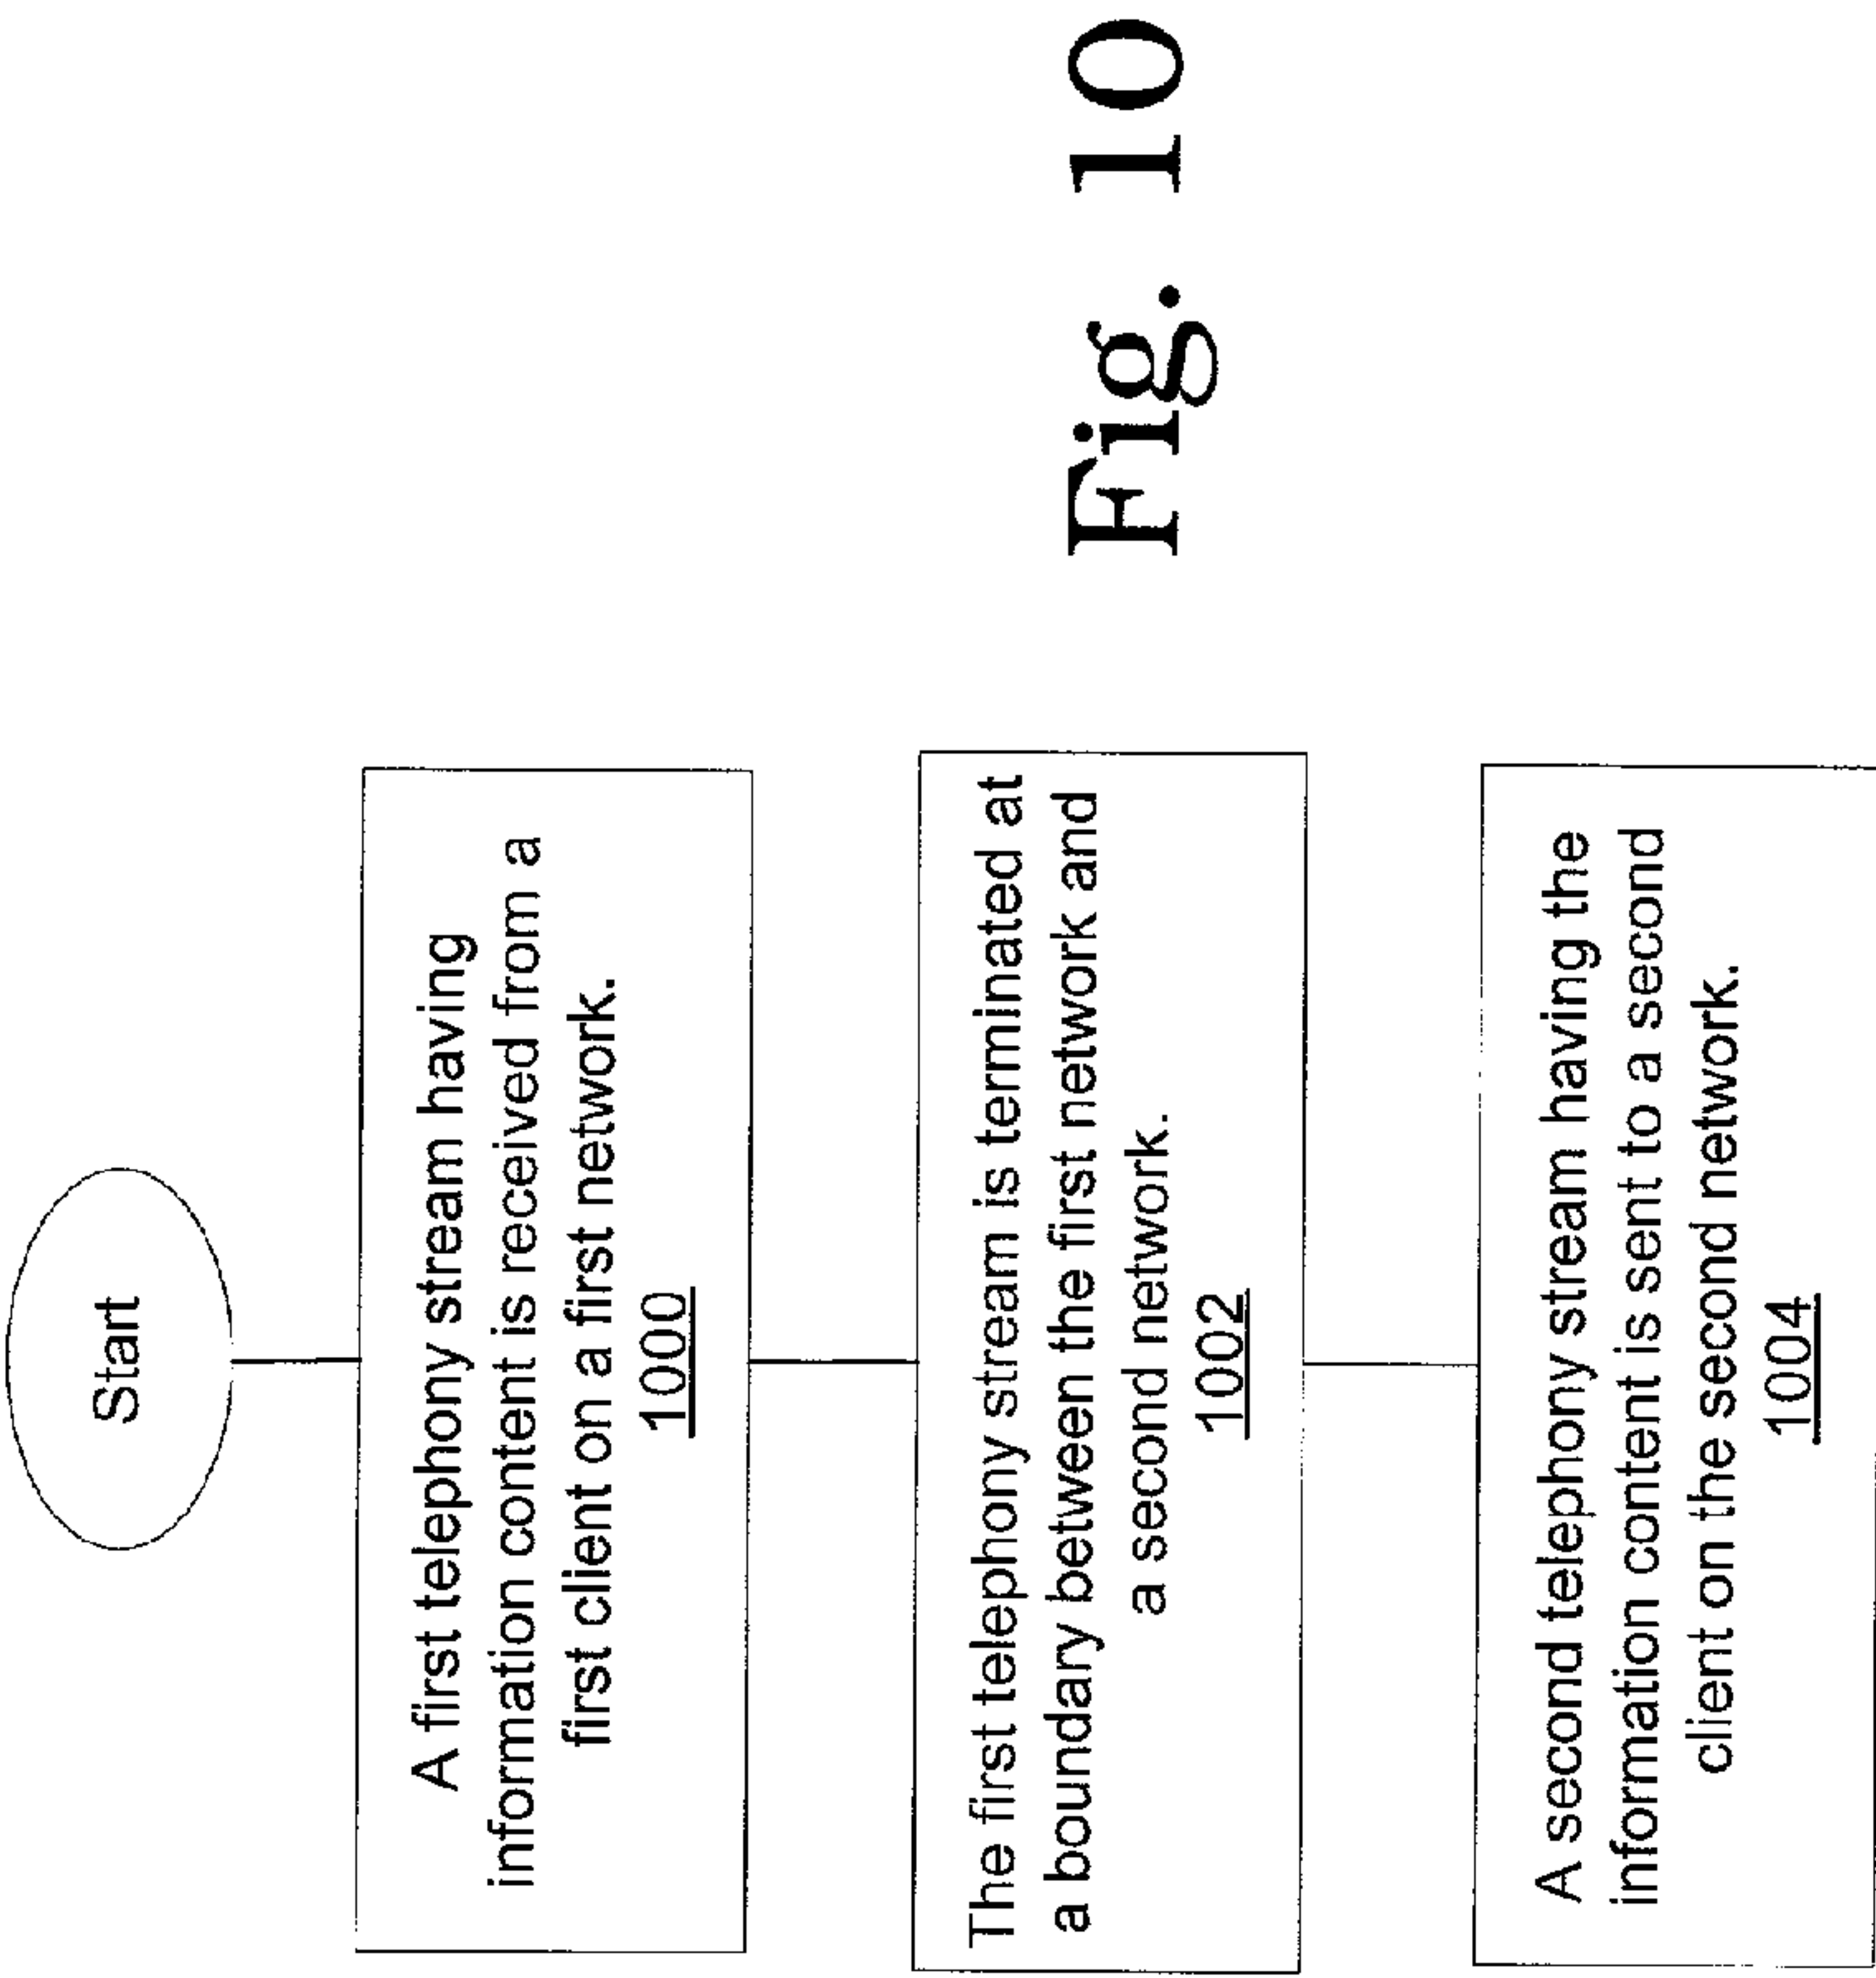 Start
A first telephony stream having
information content is received from a
first client on a first network.
1000
The first telephony stream is terminated at
a boundary between the first network and
a second network.
1002
A second telephony stream having the
information content is sent to a second
client on the second network.
1004
Fig. 10